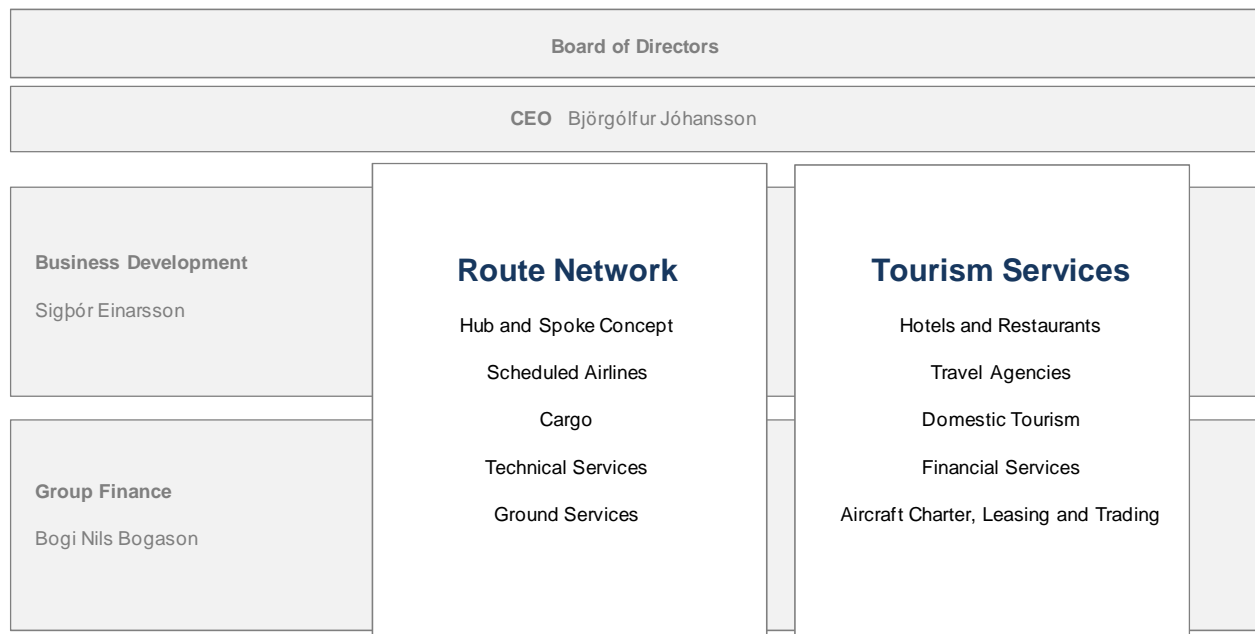 Board of Directors
CEO Björgólfur Jóhansson
Business Development
Sigþór Einarsson
Group Finance
Bogi Nils Bogason
Route Network
Hub and Spoke Concept
Scheduled Airlines
Cargo
Technical Services
Ground Services
Tourism Services
Hotels and Restaurants
Travel Agencies
Domestic Tourism
Financial Services
Aircraft Charter, Leasing and Trading